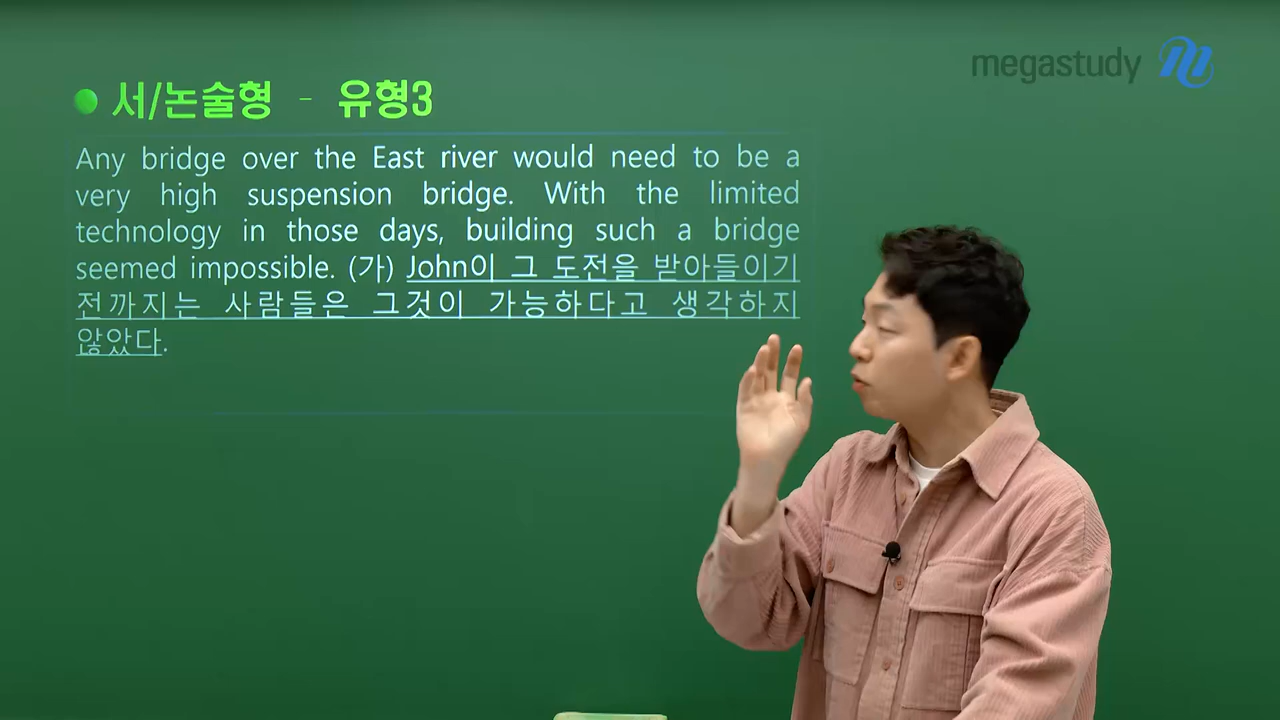 megastudy
서/논술형 - 유형3
Any bridge over the East river would need to be a
very high suspension bridge. With the limited
technology in those days, building such a bridge
seemed impossible. (가) John이 그 도전을 받아들이기
전까지는 사람들은 그것이 가능하다고 생각하지
않았다.